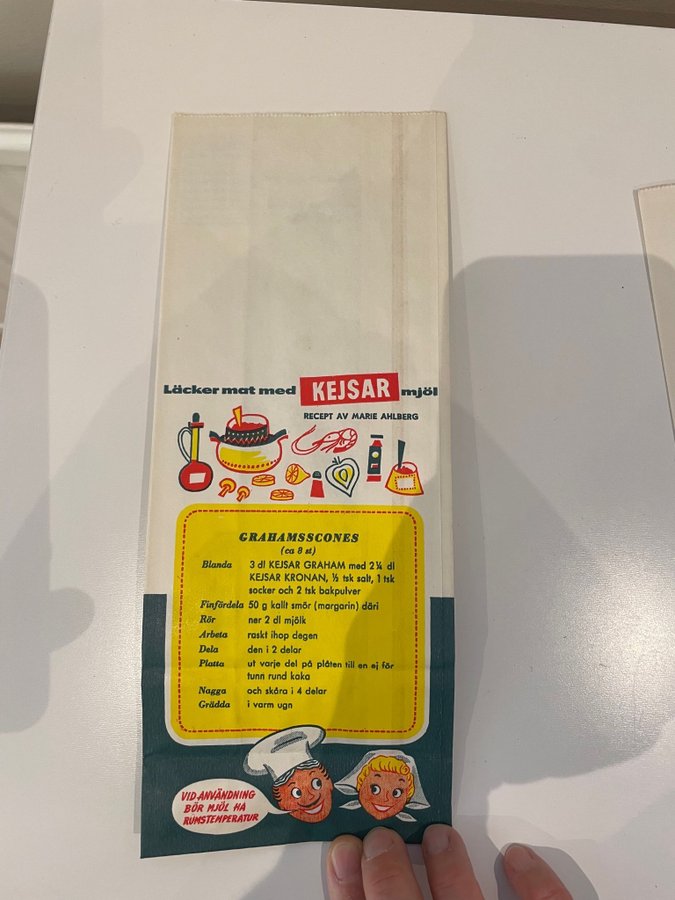 Läcker mat med KEJSAR mjöl
RECEPT AV MARIE AHLBERG
GRAHAMSSCONES
(ca 8 st)
Blanda 3 dl KEJSAR GRAHAM med 2¼ dl
KEJSAR KRONAN, ½ tsk salt, 1 tsk
socker och 2 tsk bakpulver
Finfördela 50 g kallt smör (margarin) däri
Rör ner 2 dl mjölk
Arbeta raskt ihop degen
Dela den i 2 delar
Platta ut varje del på plåten till en ej för
tunn rund kaka
Nagga och skåra i 4 delar
Grädda i varm ugn
VID ANVÄNDNING
BÖR MJÖL HA
RUMSTEMPERATUR